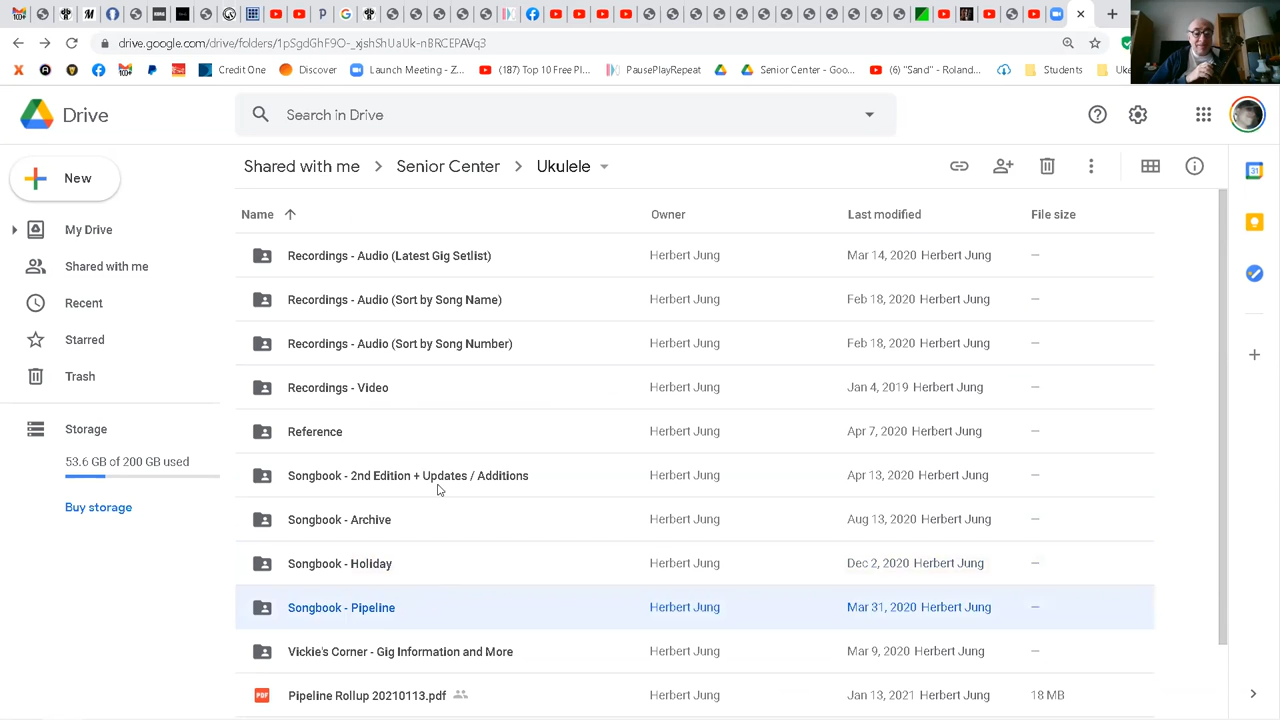 drive.google.com/drive/folders/1pSgdGhF9O-_xjshShUaUk-nBRCEPAVq3
Credit One
Discover
Launch Meeting - Z...
(187) Top 10 Free Pl...
PausePlayRepeat
Senior Center - Goo...
(6) "Sand" - Roland...
Students
Uke
Drive
Search in Drive
New
Shared with me
Senior Center
Ukulele
Name
Owner
Last modified
File size
My Drive
Shared with me
Recent
Starred
Trash
Storage
53.6 GB of 200 GB used
Buy storage
Recordings - Audio (Latest Gig Setlist) Herbert Jung Mar 14, 2020 Herbert Jung —
Recordings - Audio (Sort by Song Name) Herbert Jung Feb 18, 2020 Herbert Jung —
Recordings - Audio (Sort by Song Number) Herbert Jung Feb 18, 2020 Herbert Jung —
Recordings - Video Herbert Jung Jan 4, 2019 Herbert Jung —
Reference Herbert Jung Apr 7, 2020 Herbert Jung —
Songbook - 2nd Edition + Updates / Additions Herbert Jung Apr 13, 2020 Herbert Jung —
Songbook - Archive Herbert Jung Aug 13, 2020 Herbert Jung —
Songbook - Holiday Herbert Jung Dec 2, 2020 Herbert Jung —
Songbook - Pipeline Herbert Jung Mar 31, 2020 Herbert Jung —
Vickie's Corner - Gig Information and More Herbert Jung Mar 9, 2020 Herbert Jung —
PDF Pipeline Rollup 20210113.pdf Herbert Jung Jan 13, 2021 Herbert Jung 18 MB
31